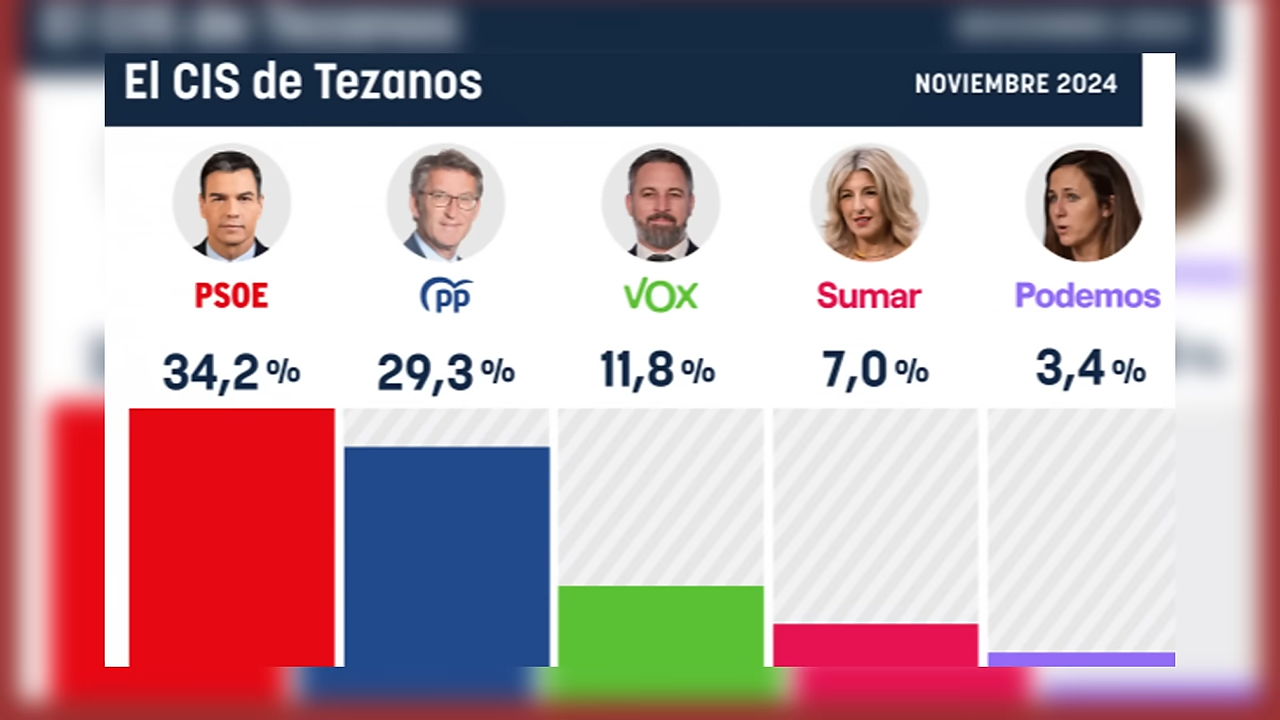 El CIS de Tezanos
NOVIEMBRE 2024
PSOE PP VOX Sumar Podemos
34,2% 29,3% 11,8% 7,0% 3,4%